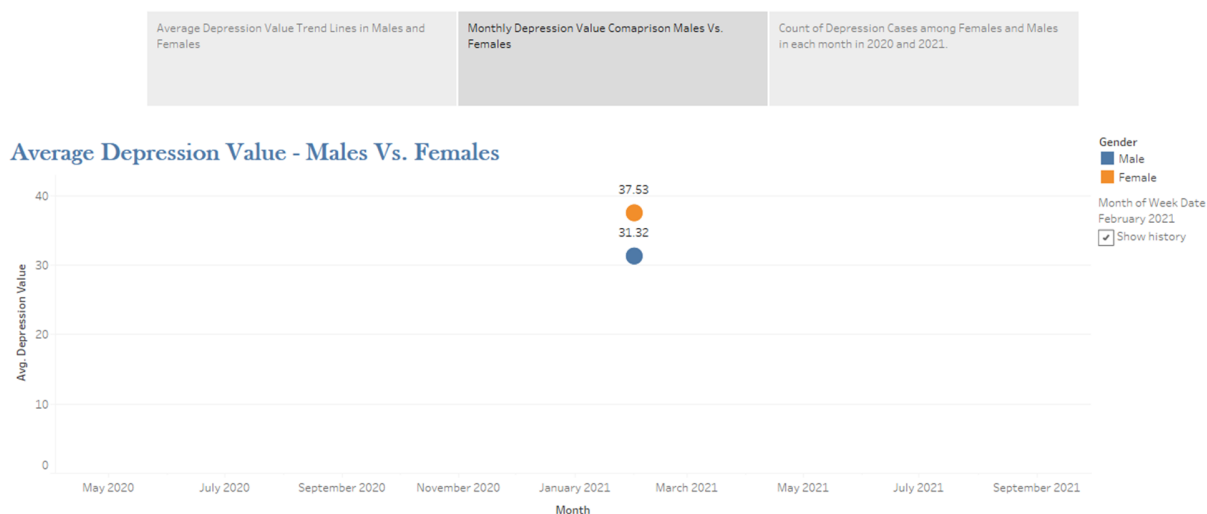 Average Depression Value Trend Lines in Males and
Females
Monthly Depression Value Comaprison Males Vs.
Females
Count of Depression Cases among Females and Males
in each month in 2020 and 2021.
Average Depression Value - Males Vs. Females
Gender
Male
Female
Month of Week Date
February 2021
Show history
Avg. Depression Value
40
30
20
10
0
37.53
31.32
May 2020
July 2020
September 2020
November 2020
January 2021
March 2021
May 2021
July 2021
September 2021
Month